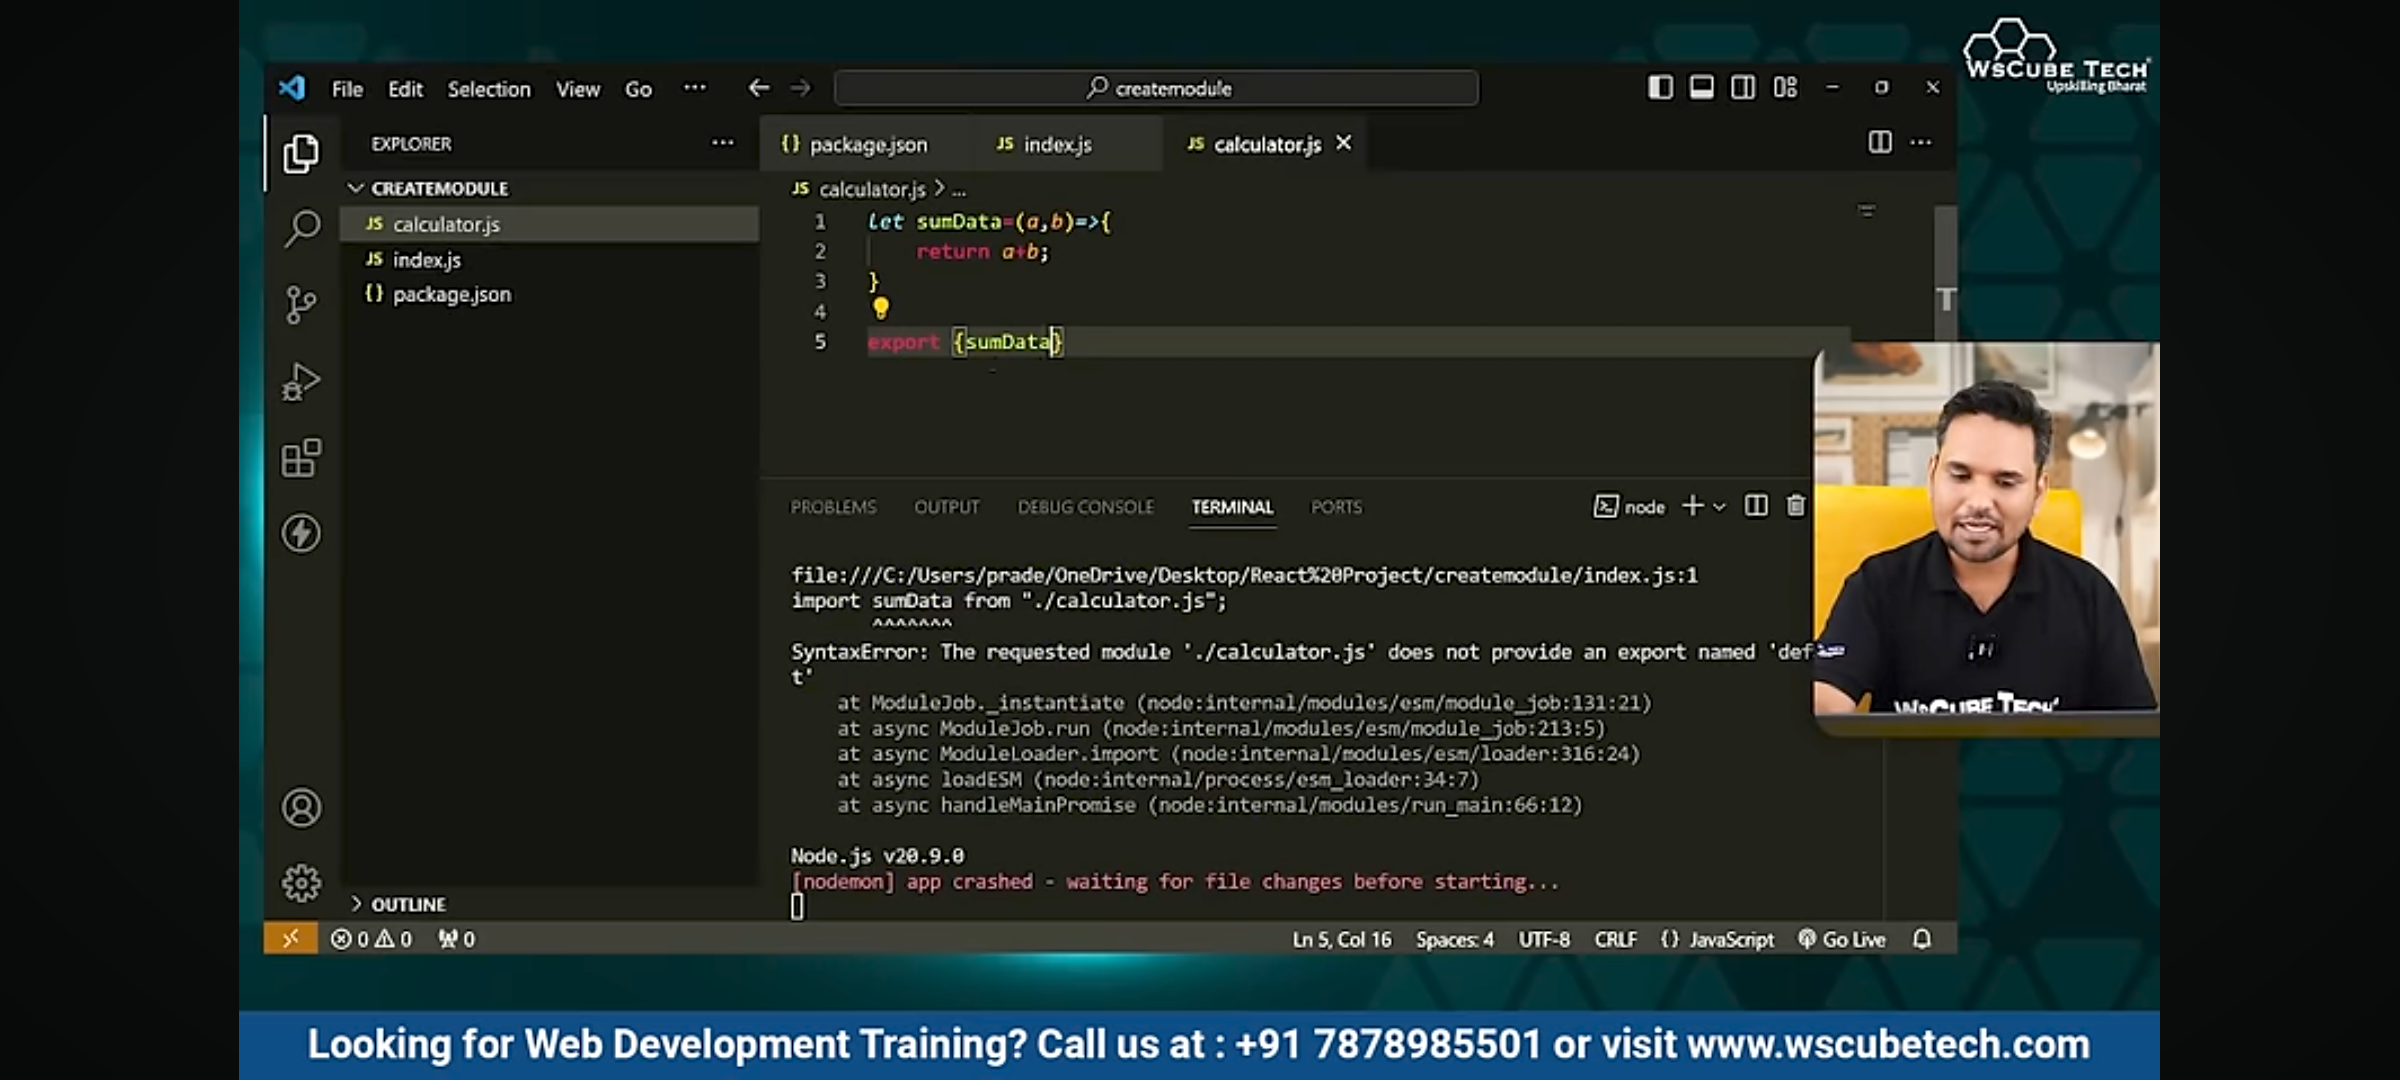 WsCube Tech
Upskilling Bharat
File Edit Selection View Go ··· createmodule
EXPLORER ···
CREATEMODULE
JS calculator.js
JS index.js
{} package.json
OUTLINE
{} package.json JS index.js JS calculator.js
JS calculator.js > ...
1 let sumData=(a,b)=>{
2 return a+b;
3 }
4
5 export {sumData}
PROBLEMS OUTPUT DEBUG CONSOLE TERMINAL PORTS node
file:///C:/Users/prade/OneDrive/Desktop/React%20Project/createmodule/index.js:1
import sumData from "./calculator.js";
^^^^^^^
SyntaxError: The requested module './calculator.js' does not provide an export named 'def
t'
at ModuleJob._instantiate (node:internal/modules/esm/module_job:131:21)
at async ModuleJob.run (node:internal/modules/esm/module_job:213:5)
at async ModuleLoader.import (node:internal/modules/esm/loader:316:24)
at async loadESM (node:internal/process/esm_loader:34:7)
at async handleMainPromise (node:internal/modules/run_main:66:12)
Node.js v20.9.0
[nodemon] app crashed - waiting for file changes before starting...
WsCube Tech
0 0 0 Ln 5, Col 16 Spaces: 4 UTF-8 CRLF {} JavaScript Go Live
Looking for Web Development Training? Call us at : +91 7878985501 or visit www.wscubetech.com